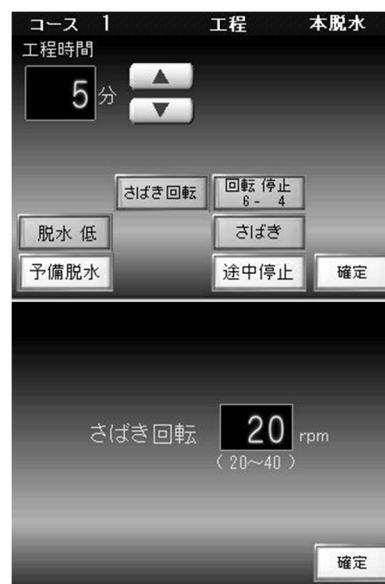 コース 1 工程 本脱水
工程時間
5 分 ▲
▼
さばき回転 回転 停止
6 - 4
脱水 低 さばき
予備脱水 途中停止 確定
さばき回転 20 rpm
(20～40)
確定